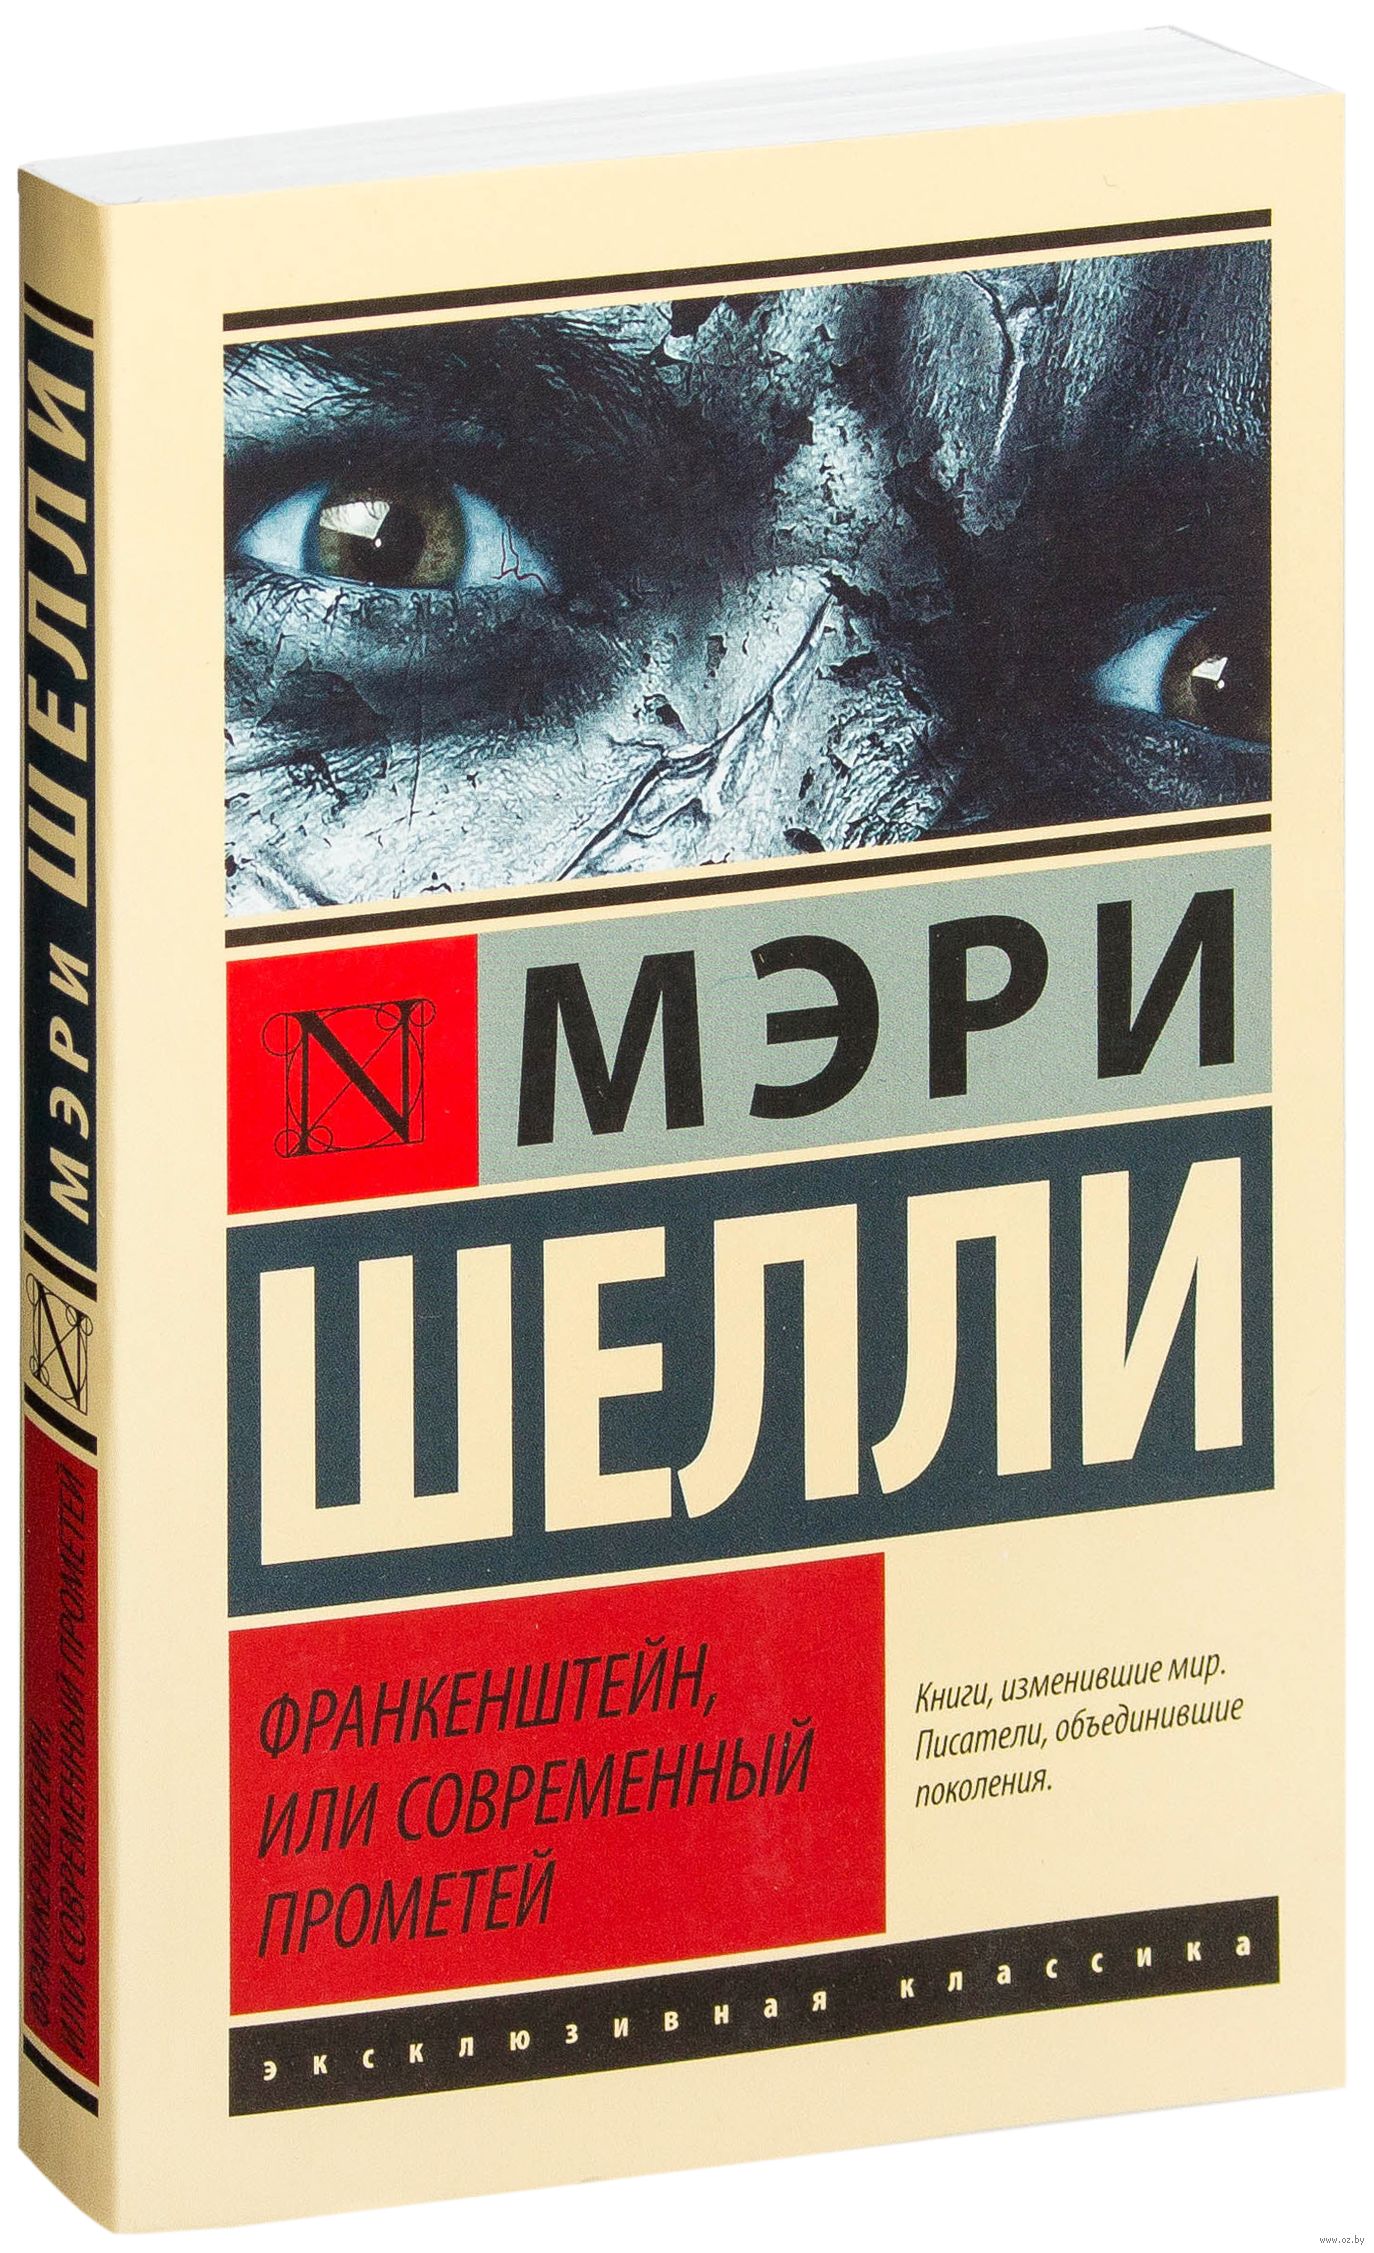 МЭРИ ШЕЛЛИ
N
ФРАНКЕНШТЕЙН,
ИЛИ СОВРЕМЕННЫЙ ПРОМЕТЕЙ
N
МЭРИ
ШЕЛЛИ
ФРАНКЕНШТЕЙН,
ИЛИ СОВРЕМЕННЫЙ
ПРОМЕТЕЙ
Книги, изменившие мир.
Писатели, объединившие
поколения.
эксклюзивная классика
www.oz.by